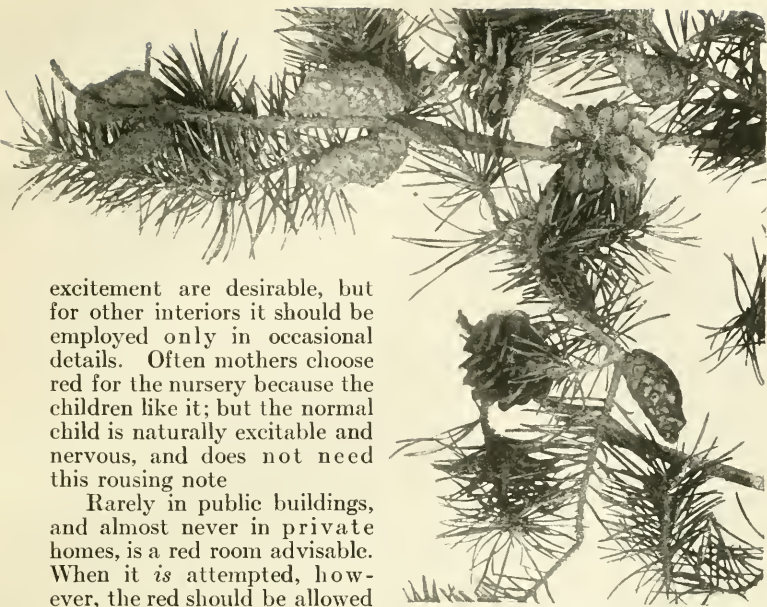 excitement are desirable, but
for other interiors it should be
employed only in occasional
details. Often mothers choose
red for the nursery because the
children like it; but the normal
child is naturally excitable and
nervous, and does not need
this rousing note
Rarely in public buildings,
and almost never in private
homes, is a red room advisable.
When it is attempted, how-
ever, the red should be allowed